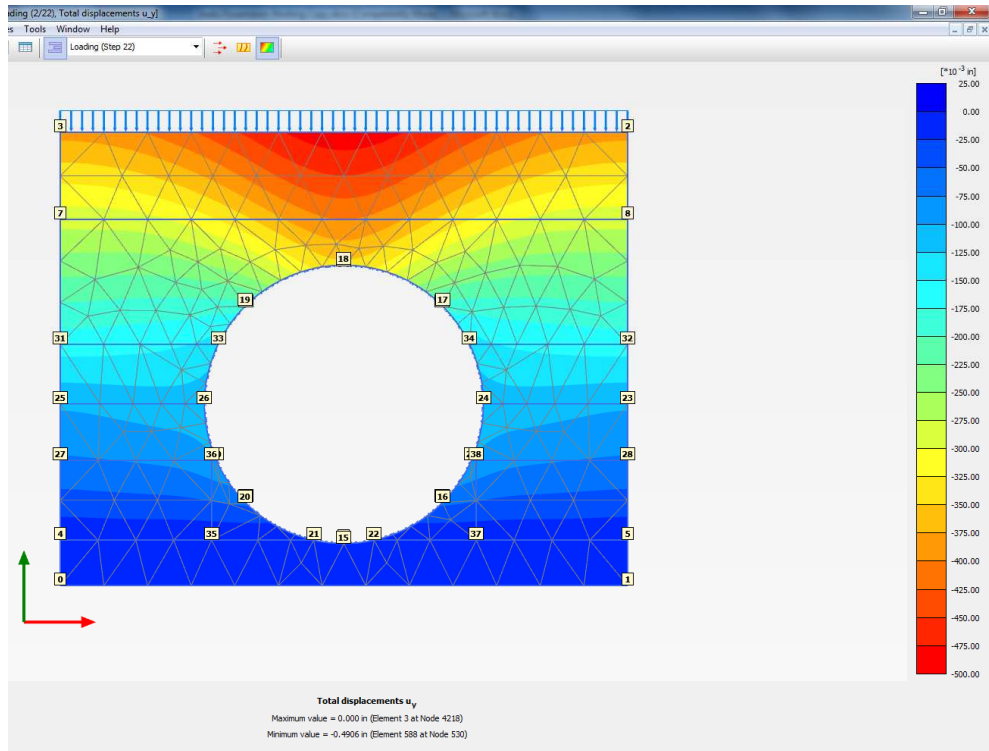 ding (2/22), Total displacements u_y]
es Tools Window Help
Loading (Step 22)
[*10⁻³ in]
25.00
0.00
-25.00
-50.00
-75.00
-100.00
-125.00
-150.00
-175.00
-200.00
-225.00
-250.00
-275.00
-300.00
-325.00
-350.00
-375.00
-400.00
-425.00
-450.00
-475.00
-500.00
3 2
7 8
18
19 17
31 33 34 32
25 26 24 23
27 36 38 28
20 16
4 35 21 15 22 37 5
0 1
Total displacements u_y
Maximum value = 0.000 in (Element 3 at Node 4218)
Minimum value = -0.4906 in (Element 588 at Node 530)